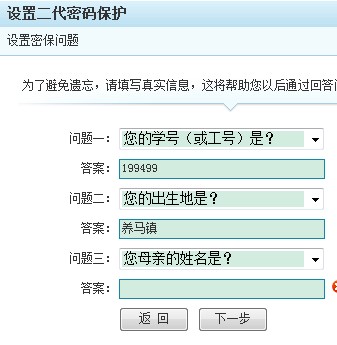 设置二代密码保护
设置密保问题
为了避免遗忘，请填写真实信息，这将帮助您以后通过回答
问题一： 您的学号（或工号）是？
答案： 199499
问题二： 您的出生地是？
答案： 养马镇
问题三： 您母亲的姓名是？
答案：
返 回 下一步